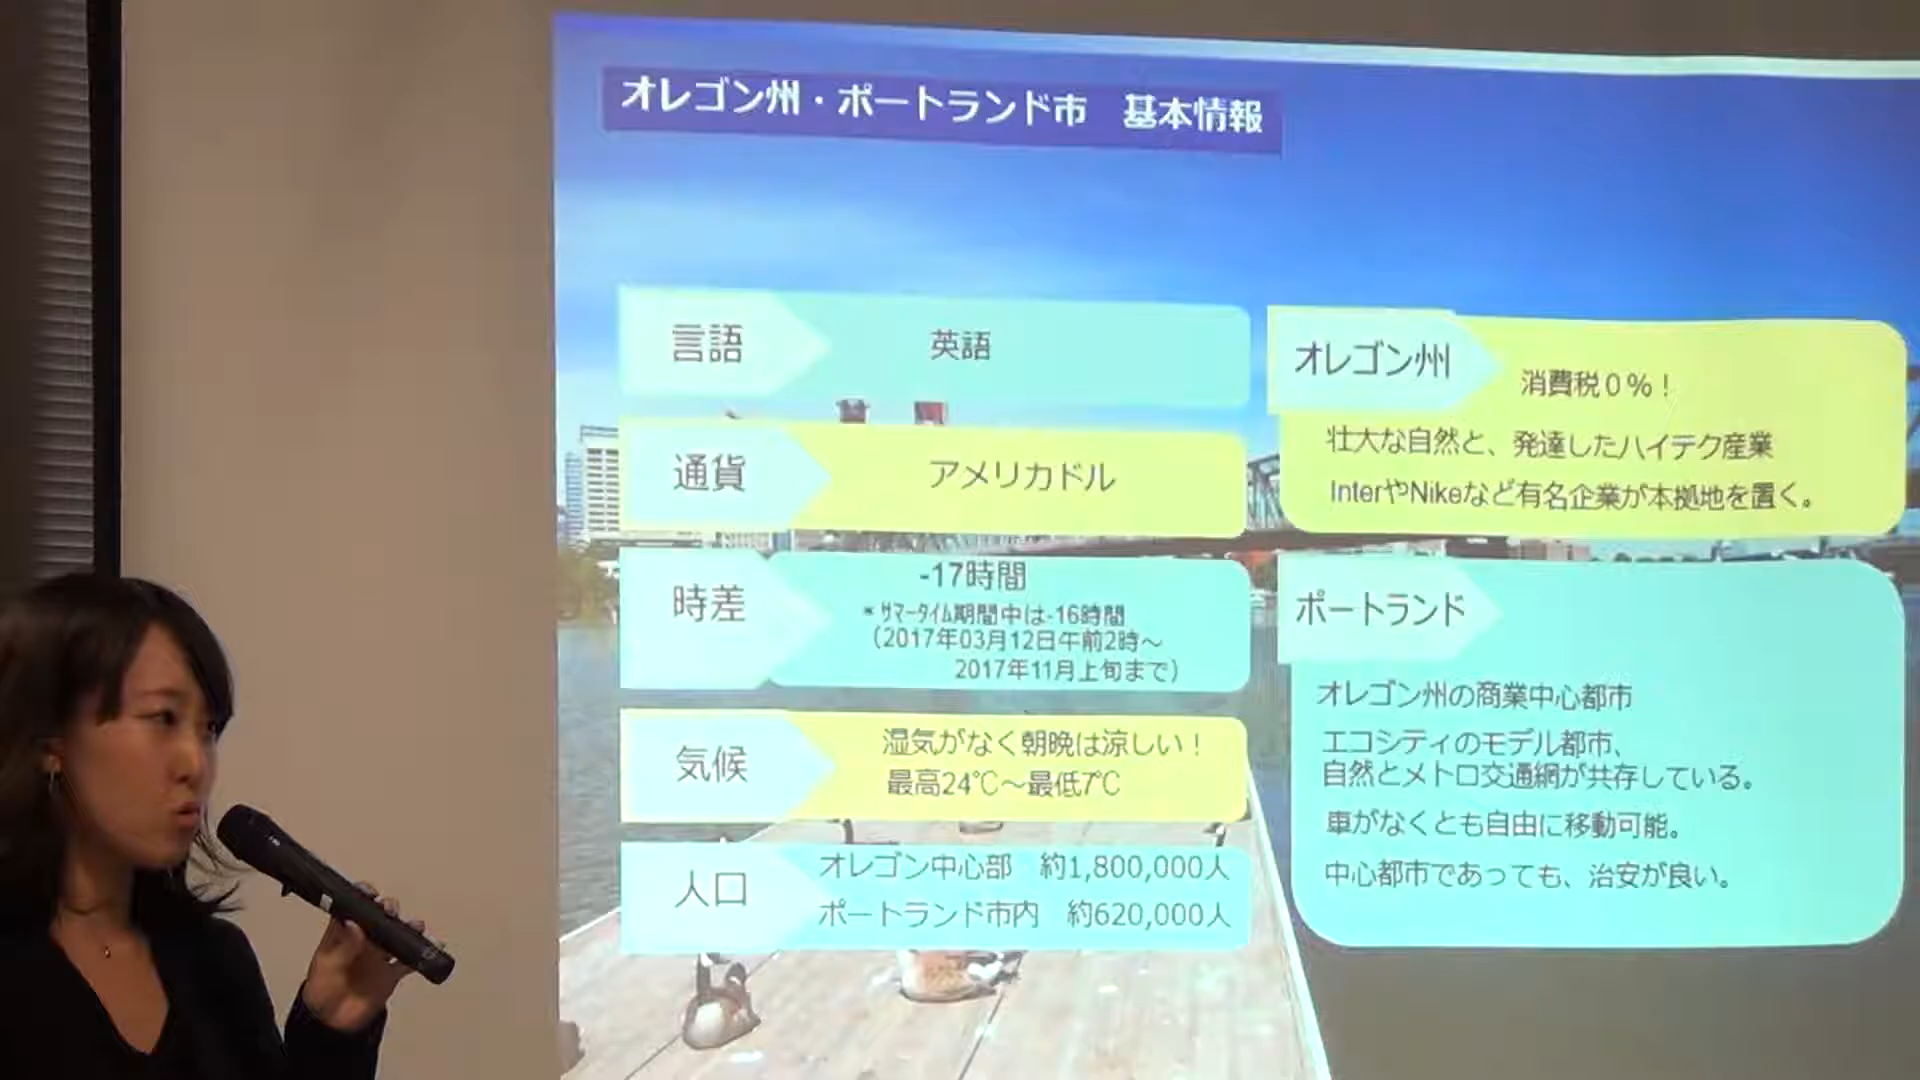 オレゴン州・ポートランド市　基本情報
言語
英語
通貨
アメリカドル
時差
-17時間
*サマータイム期間中は-16時間
（2017年03月12日午前2時～
2017年11月上旬まで）
気候
湿気がなく朝晩は涼しい！
最高24℃～最低7℃
人口
オレゴン中心部　約1,800,000人
ポートランド市内　約620,000人
オレゴン州
消費税０％！
壮大な自然と、発達したハイテク産業
InterやNikeなど有名企業が本拠地を置く。
ポートランド
オレゴン州の商業中心都市
エコシティのモデル都市、
自然とメトロ交通網が共存している。
車がなくとも自由に移動可能。
中心都市であっても、治安が良い。